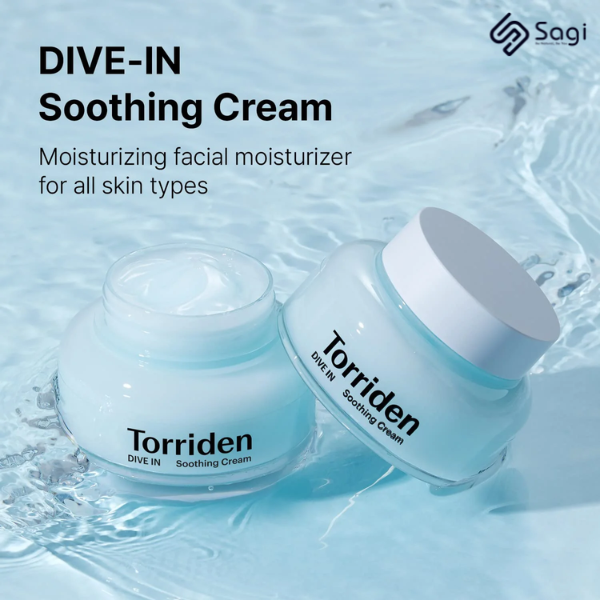 Sagi
DIVE-IN
Soothing Cream
Moisturizing facial moisturizer
for all skin types
Torriden
DIVE IN Soothing Cream
Torriden
DIVE IN Soothing Cream